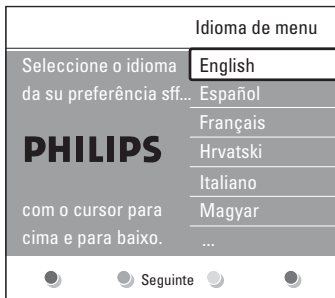 Idioma de menu
Seleccione o idioma
da su preferência sff...
PHILIPS
com o cursor para
cima e para baixo.
English
Español
Français
Hrvatski
Italiano
Magyar
...
Seguinte